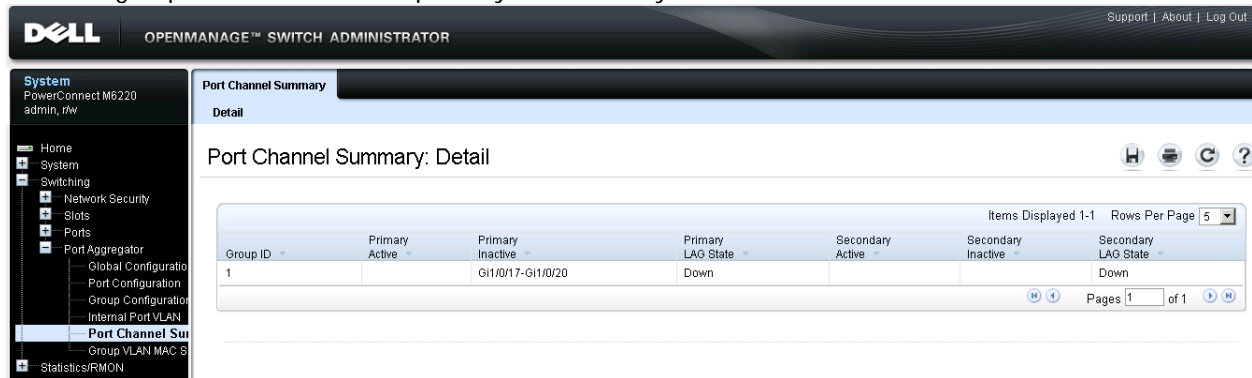 Support | About | Log Out
DELL OPENMANAGE™ SWITCH ADMINISTRATOR
System
PowerConnect M6220
admin, r/w
Port Channel Summary
Detail
Home
System
Switching
Network Security
Slots
Ports
Port Aggregator
Global Configuratio
Port Configuration
Group Configuration
Internal Port VLAN
Port Channel Su
Group VLAN MAC S
Statistics/RMON
Port Channel Summary: Detail
Items Displayed 1-1 Rows Per Page 5
Group ID Primary Active Primary Inactive Primary LAG State Secondary Active Secondary Inactive Secondary LAG State
1 Gi1/0/17-Gi1/0/20 Down Down
Pages 1 of 1